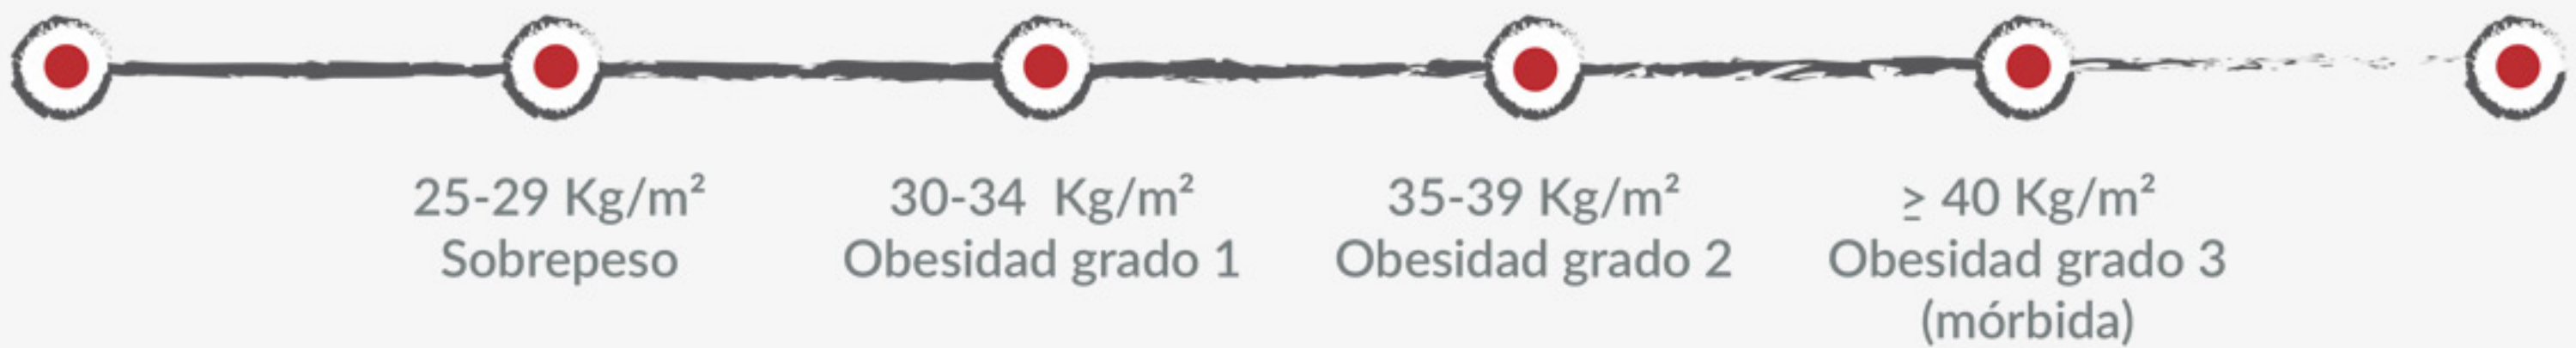 25-29 Kg/m²
Sobrepeso
30-34 Kg/m²
Obesidad grado 1
35-39 Kg/m²
Obesidad grado 2
≥ 40 Kg/m²
Obesidad grado 3
(mórbida)